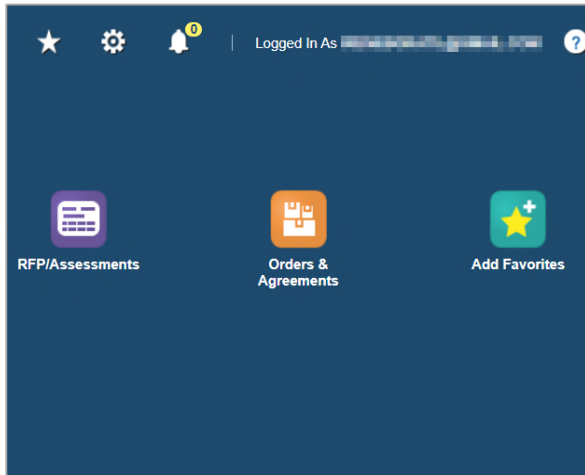 0
Logged In As
?
RFP/Assessments
Orders &
Agreements
Add Favorites